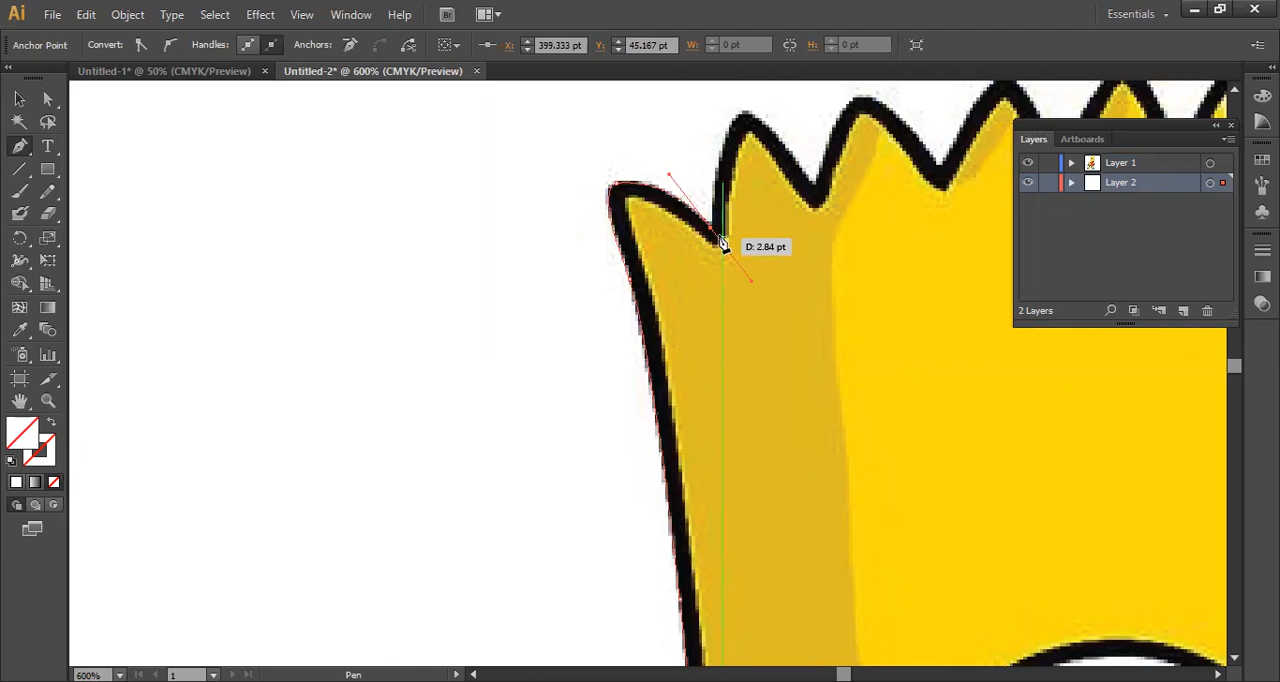 Ai File Edit Object Type Select Effect View Window Help Br Essentials
Anchor Point Convert: Handles: Anchors: X: 399.333 pt Y: 45.167 pt W: 0 pt H: 0 pt
Untitled-1* @ 50% (CMYK/Preview) × Untitled-2* @ 600% (CMYK/Preview) ×
Layers Artboards
Layer 1
Layer 2
D: 2.84 pt
2 Layers
600% 1 Pen